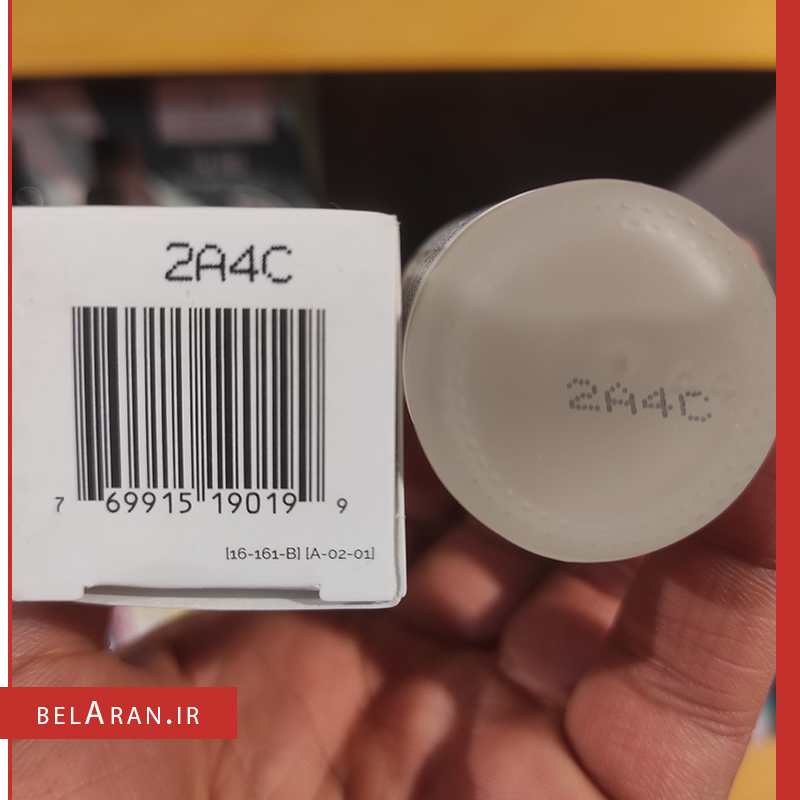 2A4C
7 69915 19019 9
[16-161-B] [A-02-01]
2A4C
BELARAN.IR